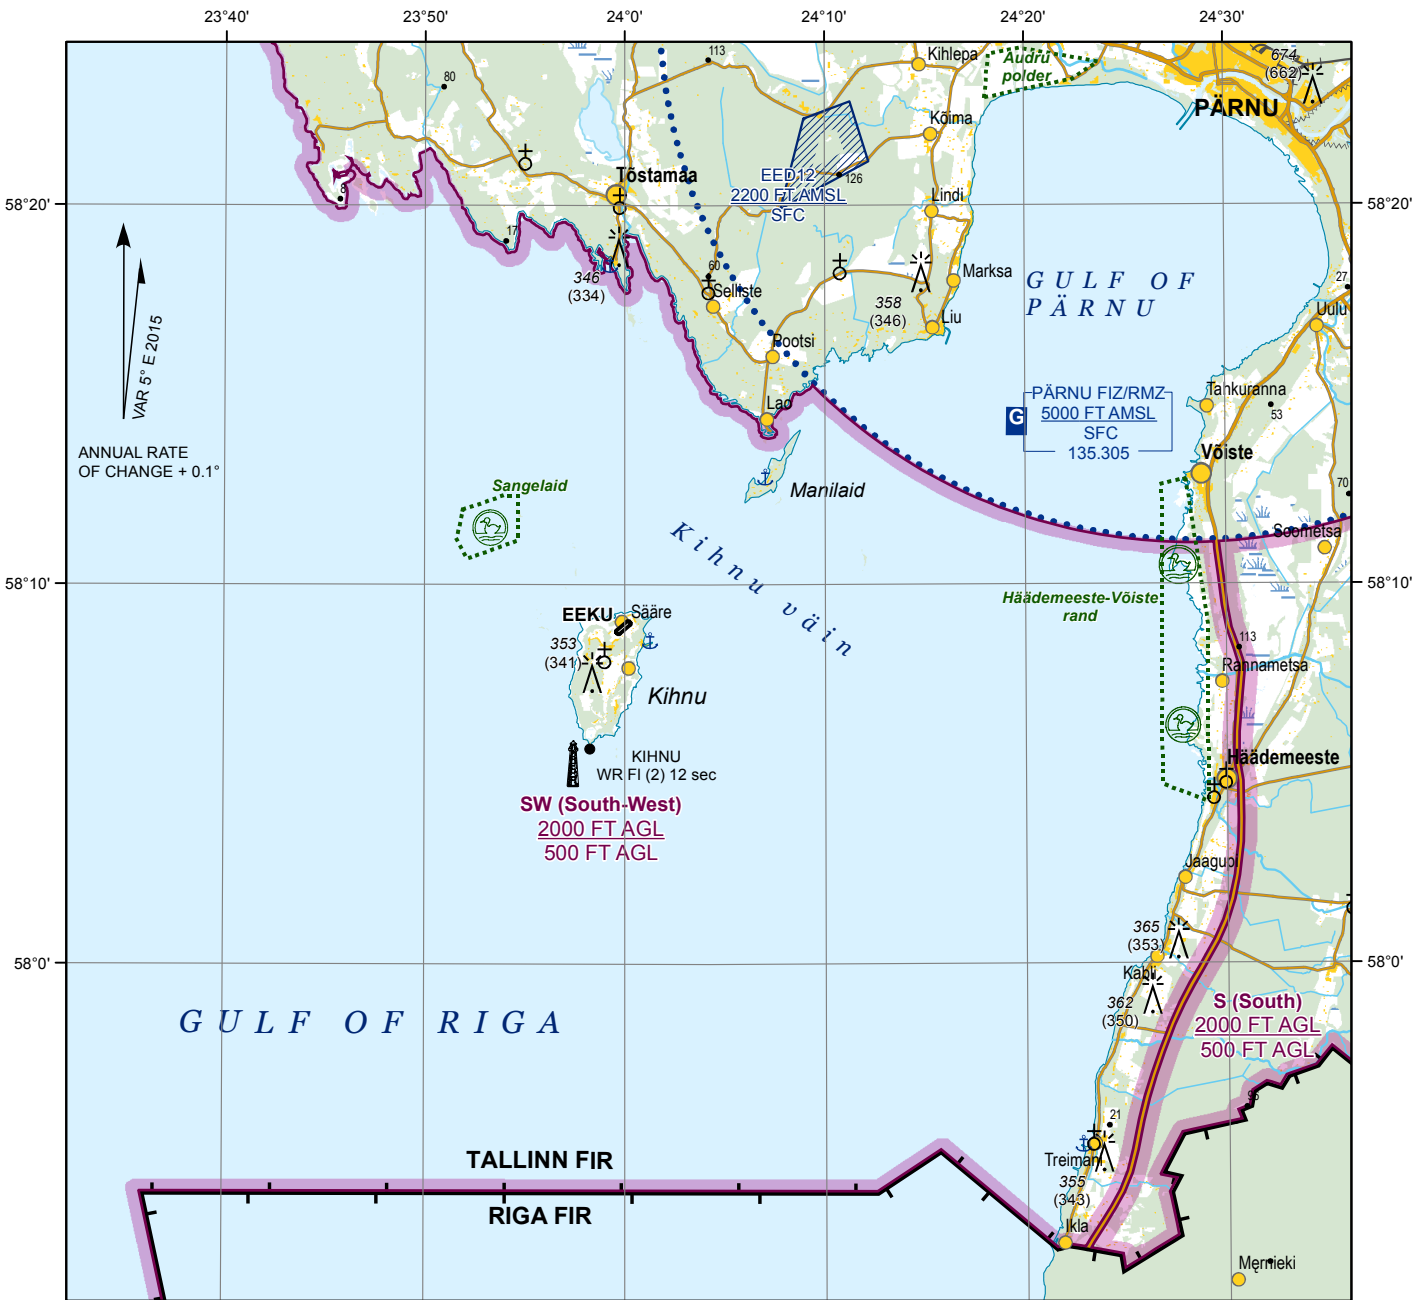 23°40'
23°50'
24°0'
24°10'
24°20'
24°30'
113
Kihlepa
Audru
polder
674
(662)
80
PÄRNU
Kõima
Tõstamaa
EED12
126
2200 FT AMSL
SFC
8
Lindi
58°20'
58°20'
17
346
(334)
60
Selliste
Marksa
GULF OF
PÄRNU
358
(346)
Liu
27
Uulu
VAR 5° E 2015
Pootsi
ANNUAL RATE
OF CHANGE + 0.1°
Lao
G
PÄRNU FIZ/RMZ
5000 FT AMSL
SFC
135.305
Tahkuranna
53
Võiste
Sangelaid
Manilaid
70
Kihnu väin
Soometsa
58°10'
58°10'
Häädemeeste-Võiste
rand
EEKU
Sääre
353
(341)
113
Rannametsa
Kihnu
KIHNU
WR Fl (2) 12 sec
Häädemeeste
SW (South-West)
2000 FT AGL
500 FT AGL
Jaagupi
365
(353)
58°0'
58°0'
Kabli
362
(350)
S (South)
2000 FT AGL
500 FT AGL
GULF OF RIGA
21
TALLINN FIR
Treimani
355
(343)
RIGA FIR
Ikla
Męrnieki